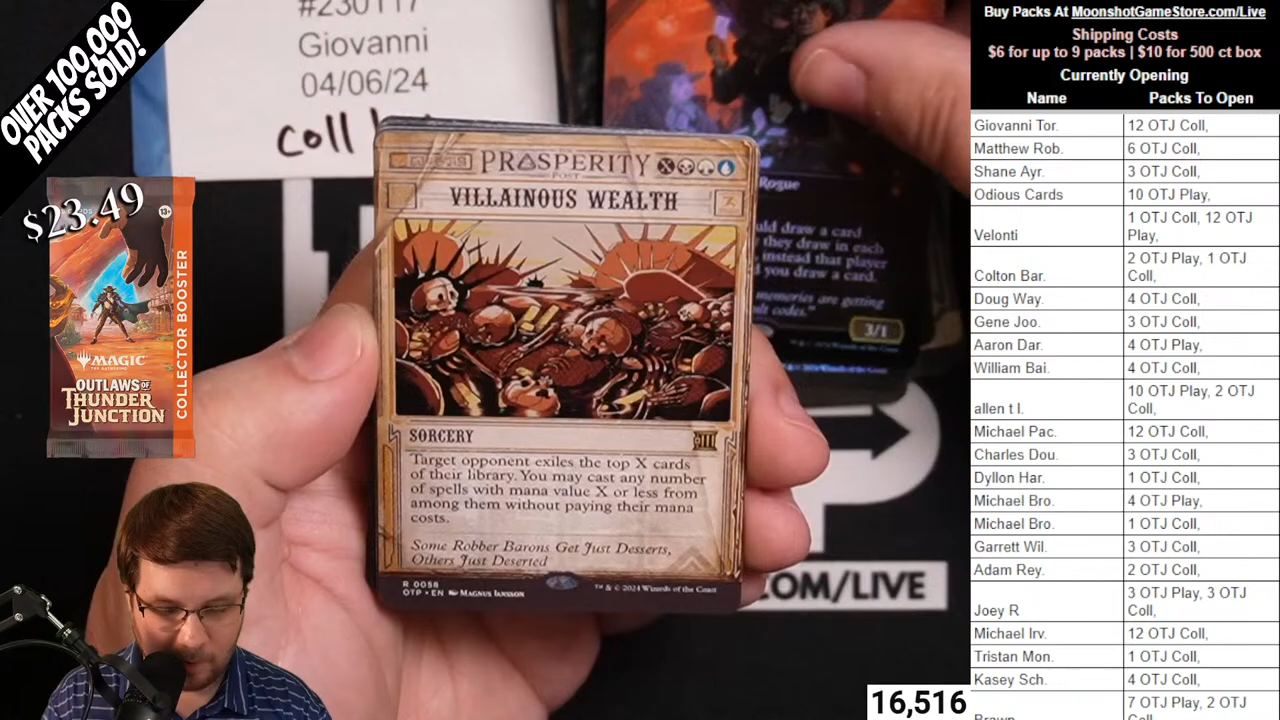 OVER 100,000
PACKS SOLD!
#230117
Giovanni
04/06/24
Coll
$23.49
13+
MAGIC
THE GATHERING
OUTLAWS OF
THUNDER
JUNCTION
COLLECTOR BOOSTER
PROSPERITY
POST
X
VILLAINOUS WEALTH
SORCERY
Target opponent exiles the top X cards
of their library. You may cast any number
of spells with mana value X or less from
among them without paying their mana
costs.
Some Robber Barons Get Just Desserts,
Others Just Deserted
R 0058
OTP • EN Magnus Jansson
™ & © 2024 Wizards of the Coast
Rogue
uld draw a card
they draw in each
instead that player
d you draw a card.
memories are getting
ult codes."
3/1
.COM/LIVE
16,516
Buy Packs At MoonshotGameStore.com/Live
Shipping Costs
$6 for up to 9 packs | $10 for 500 ct box
Currently Opening
Name Packs To Open
Giovanni Tor. 12 OTJ Coll,
Matthew Rob. 6 OTJ Coll,
Shane Ayr. 3 OTJ Coll,
Odious Cards 10 OTJ Play,
Velonti 1 OTJ Coll, 12 OTJ
Play,
Colton Bar. 2 OTJ Play, 1 OTJ
Coll,
Doug Way. 4 OTJ Coll,
Gene Joo. 3 OTJ Coll,
Aaron Dar. 4 OTJ Play,
William Bai. 4 OTJ Coll,
allen t l. 10 OTJ Play, 2 OTJ
Coll,
Michael Pac. 12 OTJ Coll,
Charles Dou. 3 OTJ Coll,
Dyllon Har. 1 OTJ Coll,
Michael Bro. 4 OTJ Play,
Michael Bro. 1 OTJ Coll,
Garrett Wil. 3 OTJ Coll,
Adam Rey. 2 OTJ Coll,
Joey R 3 OTJ Play, 3 OTJ
Coll,
Michael Irv. 12 OTJ Coll,
Tristan Mon. 1 OTJ Coll,
Kasey Sch. 4 OTJ Coll,
Brawn 7 OTJ Play, 2 OTJ
Coll,